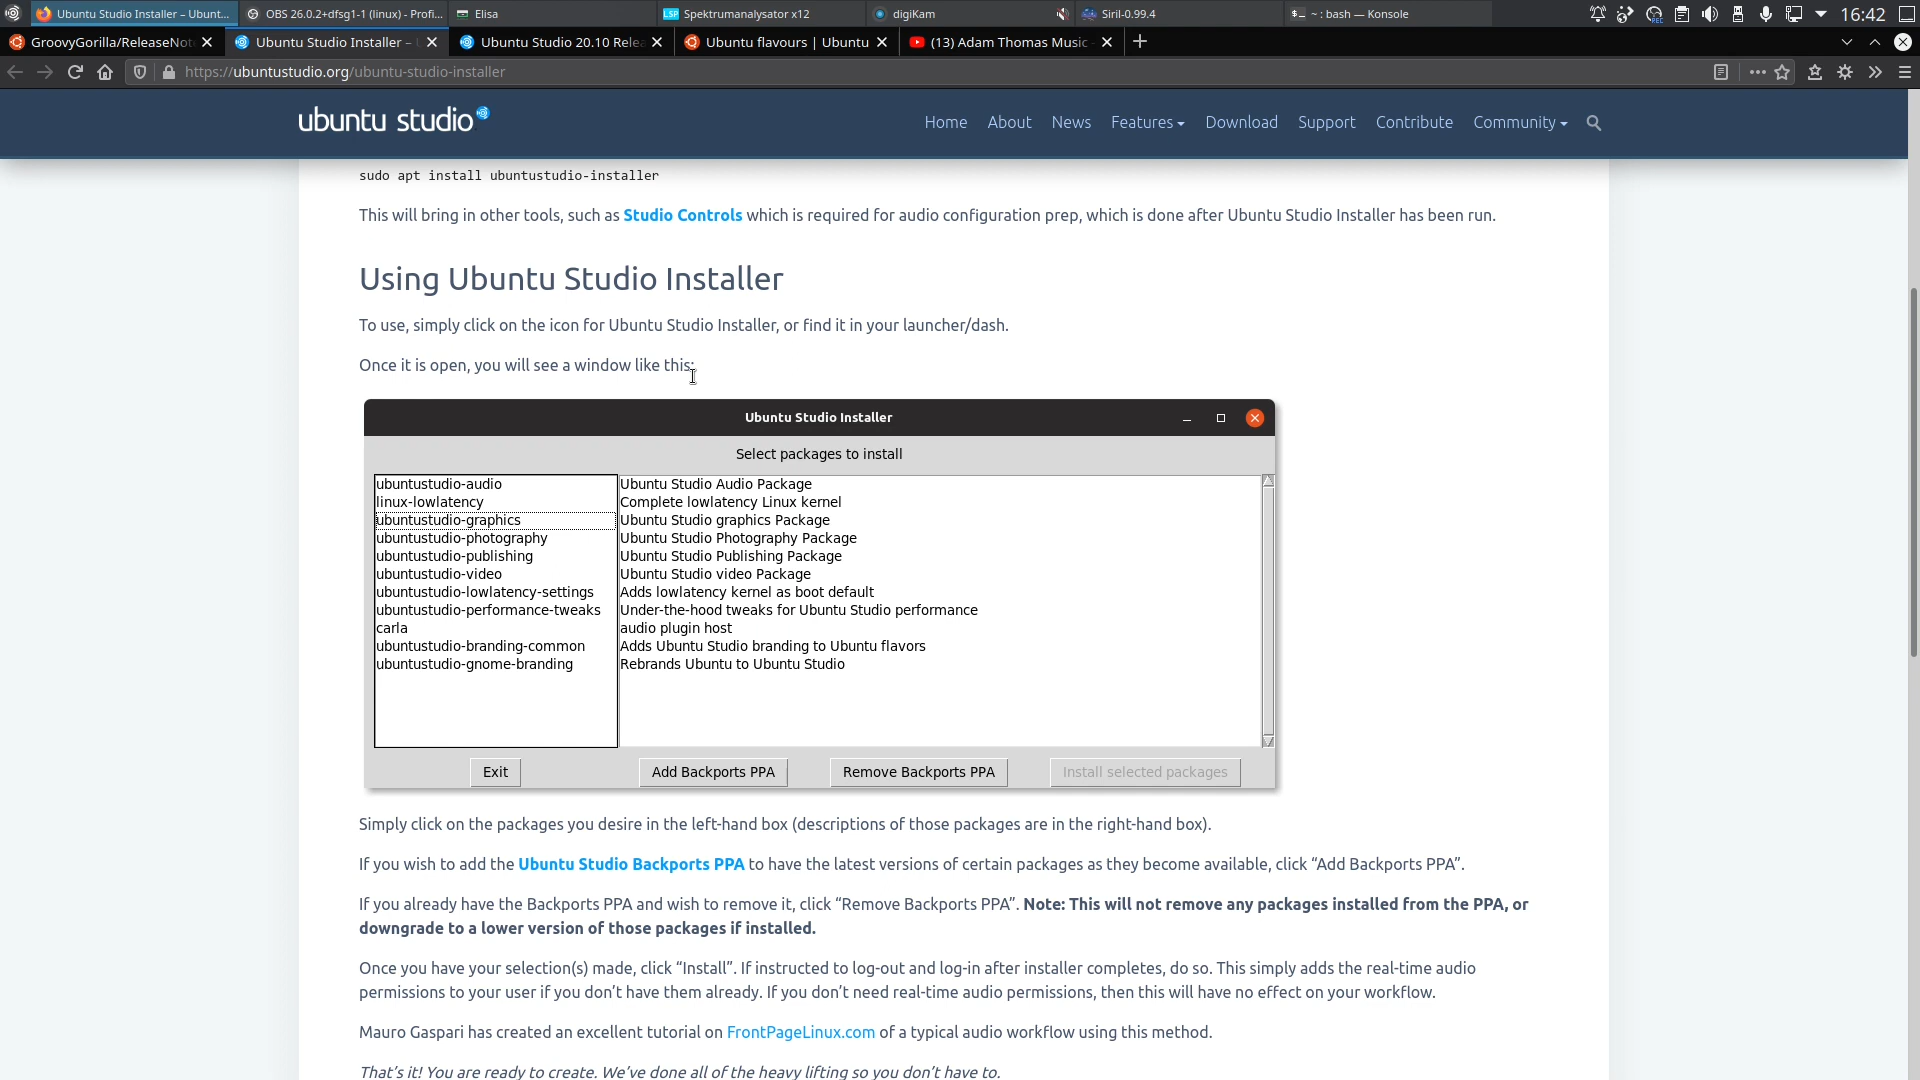 Ubuntu Studio Installer – Ubunt...
OBS 26.0.2+dfsg1-1 (linux) - Profi...
Elisa
LSP Spektrumanalysator x12
digiKam
Siril-0.99.4
~ : bash — Konsole
16:42
GroovyGorilla/ReleaseNot
Ubuntu Studio Installer –
Ubuntu Studio 20.10 Relea
Ubuntu flavours | Ubuntu
(13) Adam Thomas Music
https://ubuntustudio.org/ubuntu-studio-installer
ubuntu studio
Home About News Features Download Support Contribute Community
sudo apt install ubuntustudio-installer
This will bring in other tools, such as Studio Controls which is required for audio configuration prep, which is done after Ubuntu Studio Installer has been run.
Using Ubuntu Studio Installer
To use, simply click on the icon for Ubuntu Studio Installer, or find it in your launcher/dash.
Once it is open, you will see a window like this:
Ubuntu Studio Installer
Select packages to install
ubuntustudio-audio Ubuntu Studio Audio Package
linux-lowlatency Complete lowlatency Linux kernel
ubuntustudio-graphics Ubuntu Studio graphics Package
ubuntustudio-photography Ubuntu Studio Photography Package
ubuntustudio-publishing Ubuntu Studio Publishing Package
ubuntustudio-video Ubuntu Studio video Package
ubuntustudio-lowlatency-settings Adds lowlatency kernel as boot default
ubuntustudio-performance-tweaks Under-the-hood tweaks for Ubuntu Studio performance
carla audio plugin host
ubuntustudio-branding-common Adds Ubuntu Studio branding to Ubuntu flavors
ubuntustudio-gnome-branding Rebrands Ubuntu to Ubuntu Studio
Exit Add Backports PPA Remove Backports PPA Install selected packages
Simply click on the packages you desire in the left-hand box (descriptions of those packages are in the right-hand box).
If you wish to add the Ubuntu Studio Backports PPA to have the latest versions of certain packages as they become available, click “Add Backports PPA”.
If you already have the Backports PPA and wish to remove it, click “Remove Backports PPA”. Note: This will not remove any packages installed from the PPA, or
downgrade to a lower version of those packages if installed.
Once you have your selection(s) made, click “Install”. If instructed to log-out and log-in after installer completes, do so. This simply adds the real-time audio
permissions to your user if you don’t have them already. If you don’t need real-time audio permissions, then this will have no effect on your workflow.
Mauro Gaspari has created an excellent tutorial on FrontPageLinux.com of a typical audio workflow using this method.
That’s it! You are ready to create. We’ve done all of the heavy lifting so you don’t have to.